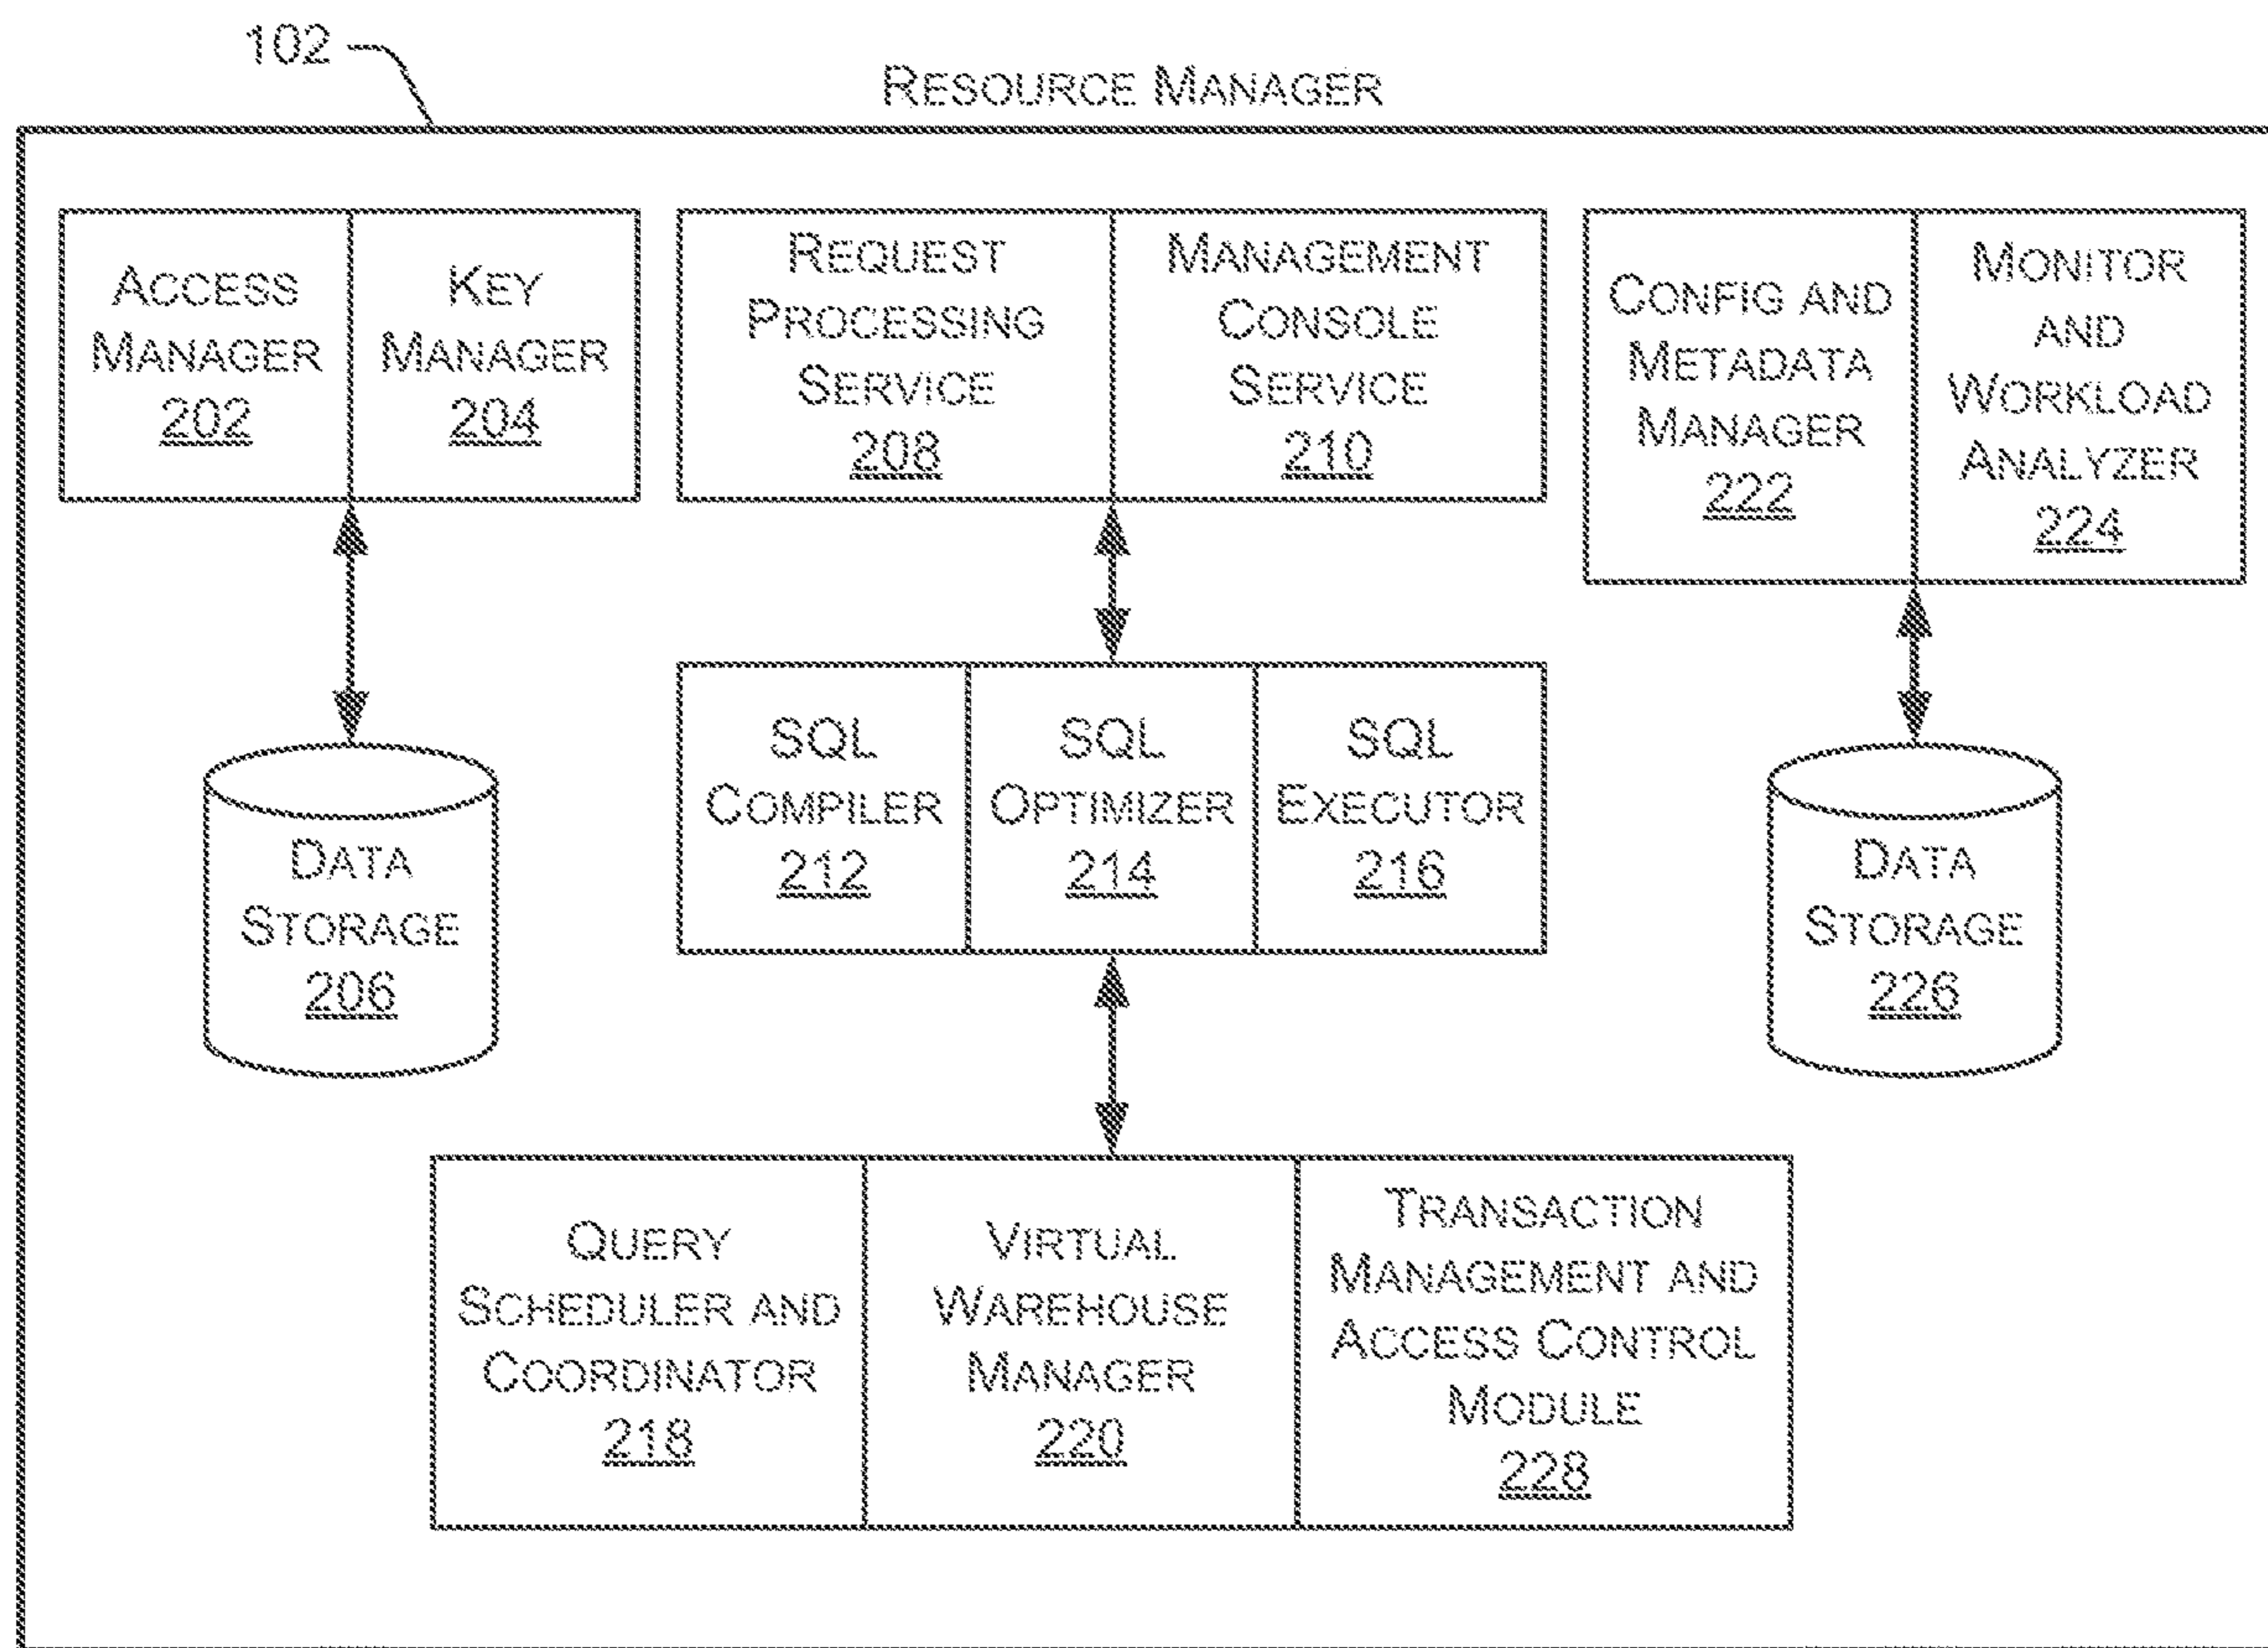 102
RESOURCE MANAGER
ACCESS
MANAGER
202
KEY
MANAGER
204
REQUEST
PROCESSING
SERVICE
208
MANAGEMENT
CONSOLE
SERVICE
210
CONFIG AND
METADATA
MANAGER
222
MONITOR
AND
WORKLOAD
ANALYZER
224
DATA
STORAGE
206
SQL
COMPILER
212
SQL
OPTIMIZER
214
SQL
EXECUTOR
216
DATA
STORAGE
226
QUERY
SCHEDULER AND
COORDINATOR
218
VIRTUAL
WAREHOUSE
MANAGER
220
TRANSACTION
MANAGEMENT AND
ACCESS CONTROL
MODULE
228